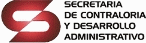 SECRETARIA
DE CONTRALORIA
Y DESARROLLO
ADMINISTRATIVO